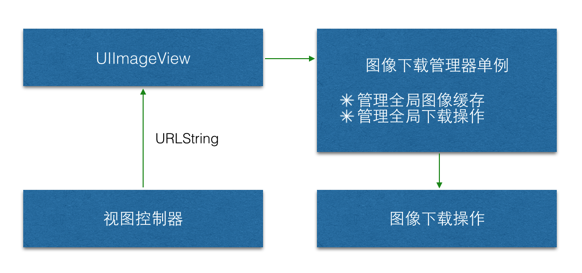 UIImageView
图像下载管理器单例
✳ 管理全局图像缓存
✳ 管理全局下载操作
URLString
视图控制器
图像下载操作